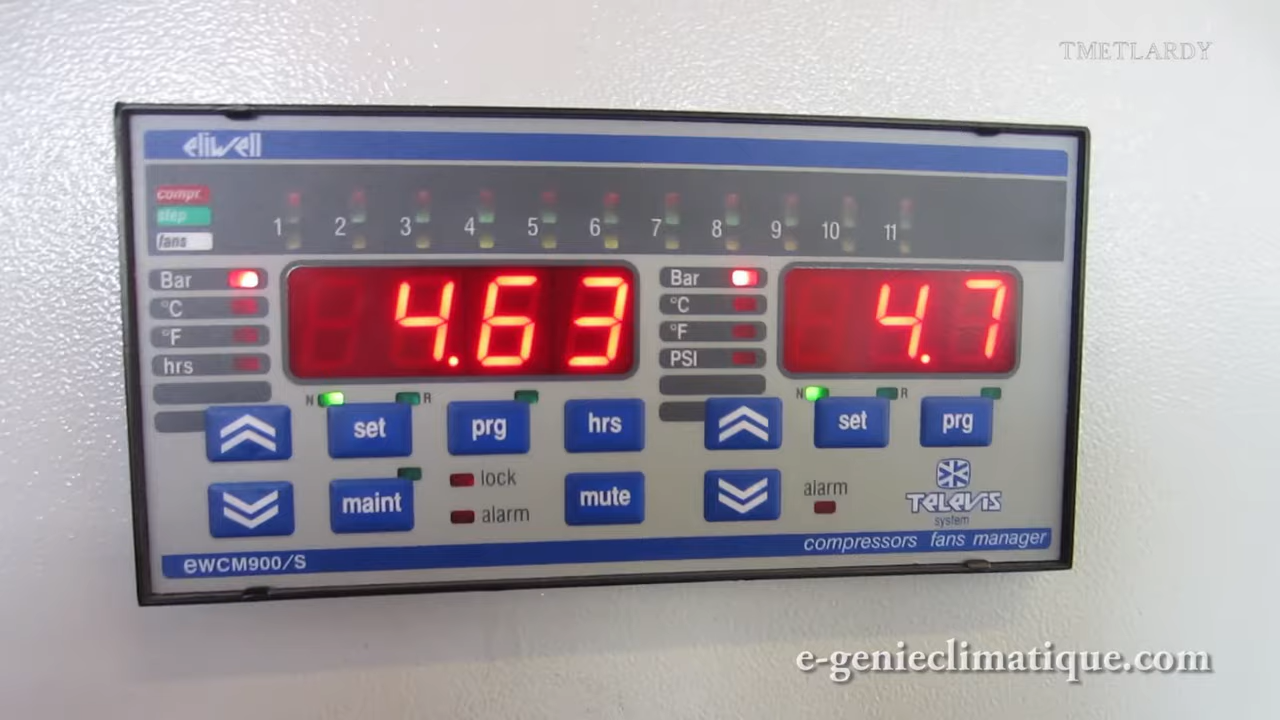 TMETLARDY
eliwell
compr.
step
fans
1 2 3 4 5 6 7 8 9 10 11
Bar
°C
°F
hrs
4.63
Bar
°C
°F
PSI
4.7
N R
set
prg
hrs
maint
lock
alarm
mute
N R
set
prg
alarm
TELEVIS
system
compressors fans manager
eWCM900/S
e-genieclimatique.com